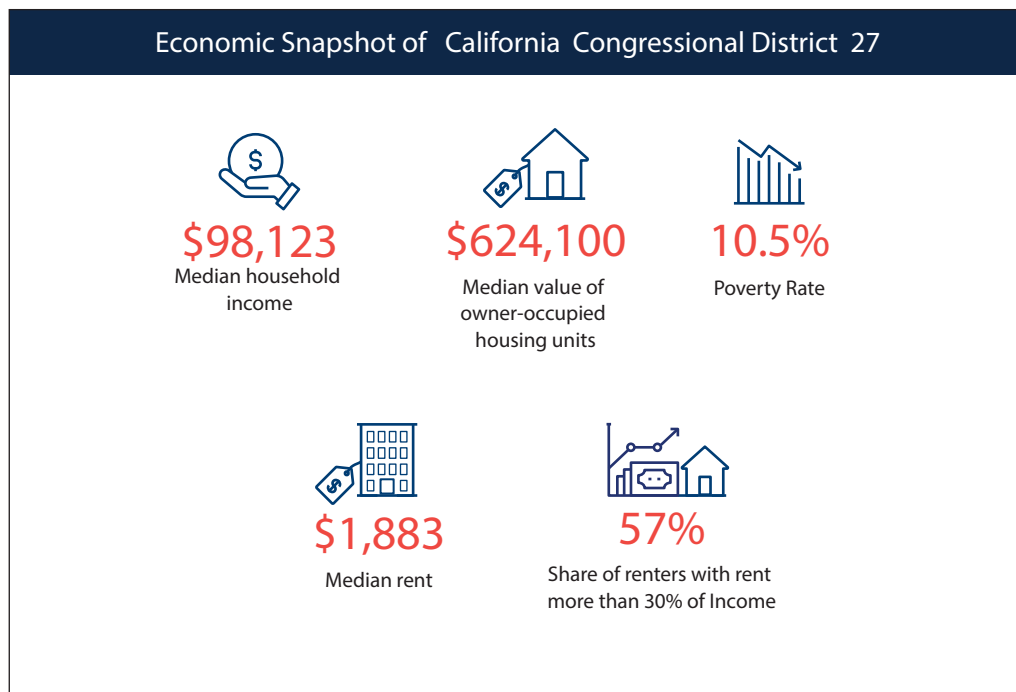 Economic Snapshot of California Congressional District 27
$
$
$98,123
Median household
income
$624,100
Median value of
owner-occupied
housing units
10.5%
Poverty Rate
$
$1,883
Median rent
57%
Share of renters with rent
more than 30% of Income